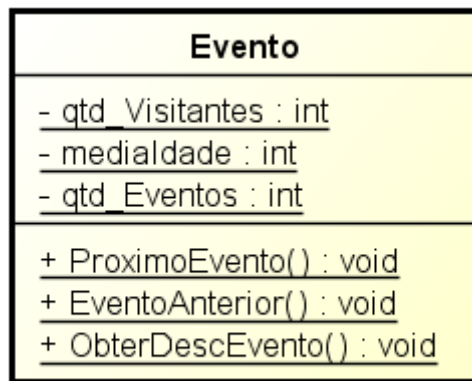 Evento
- qtd_Visitantes : int
- mediaIdade : int
- qtd_Eventos : int
+ ProximoEvento() : void
+ EventoAnterior() : void
+ ObterDescEvento() : void